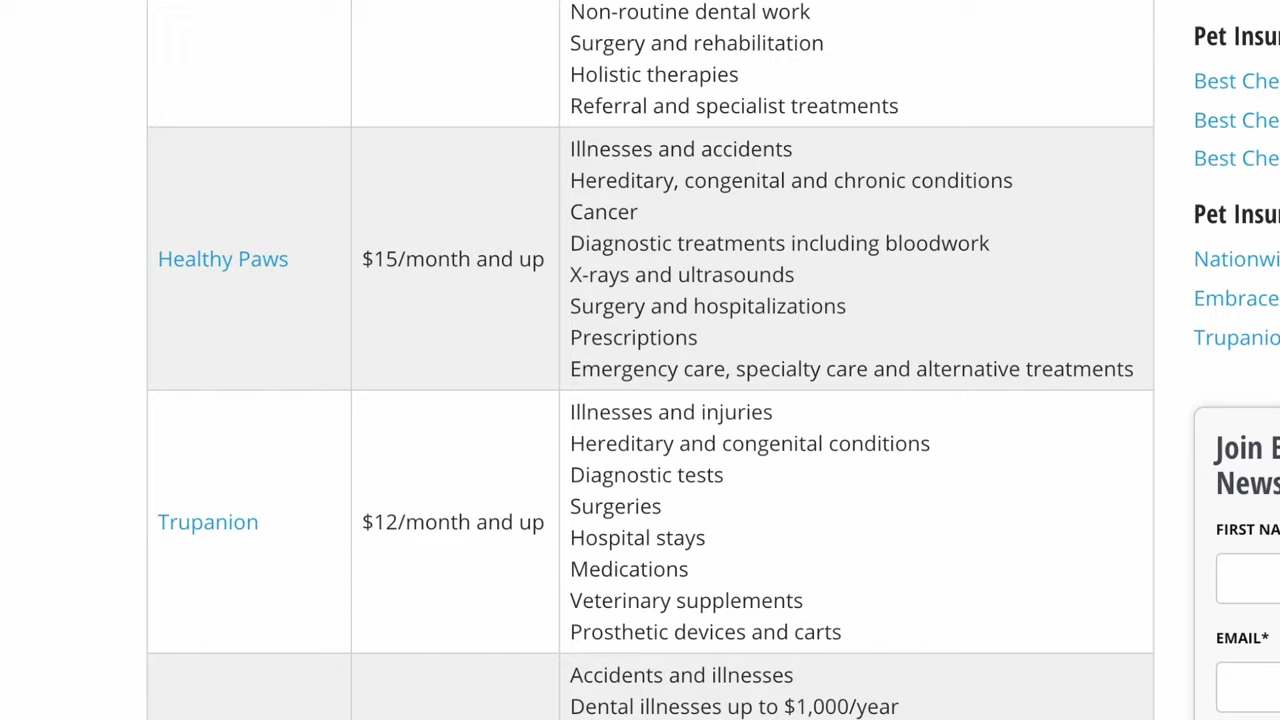 Non-routine dental work
Surgery and rehabilitation
Holistic therapies
Referral and specialist treatments
Healthy Paws
$15/month and up
Illnesses and accidents
Hereditary, congenital and chronic conditions
Cancer
Diagnostic treatments including bloodwork
X-rays and ultrasounds
Surgery and hospitalizations
Prescriptions
Emergency care, specialty care and alternative treatments
Trupanion
$12/month and up
Illnesses and injuries
Hereditary and congenital conditions
Diagnostic tests
Surgeries
Hospital stays
Medications
Veterinary supplements
Prosthetic devices and carts
Accidents and illnesses
Dental illnesses up to $1,000/year
Pet Insu
Best Che
Best Che
Best Che
Pet Insu
Nationwi
Embrace
Trupanio
Join
News
FIRST NA
EMAIL*